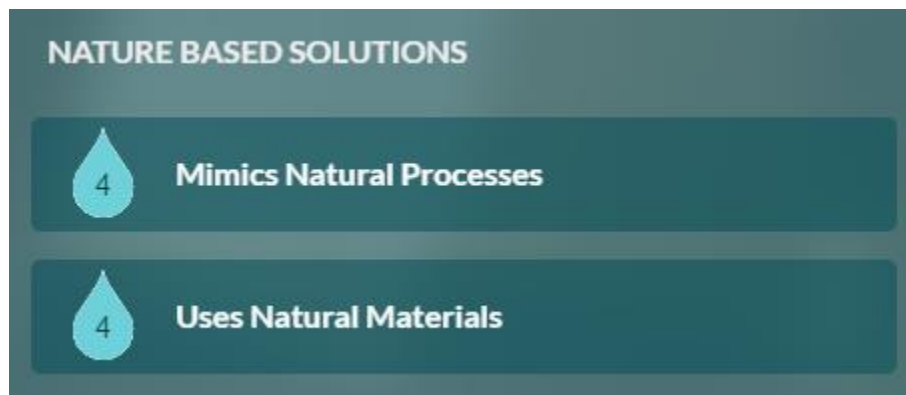 NATURE BASED SOLUTIONS
4 Mimics Natural Processes
4 Uses Natural Materials